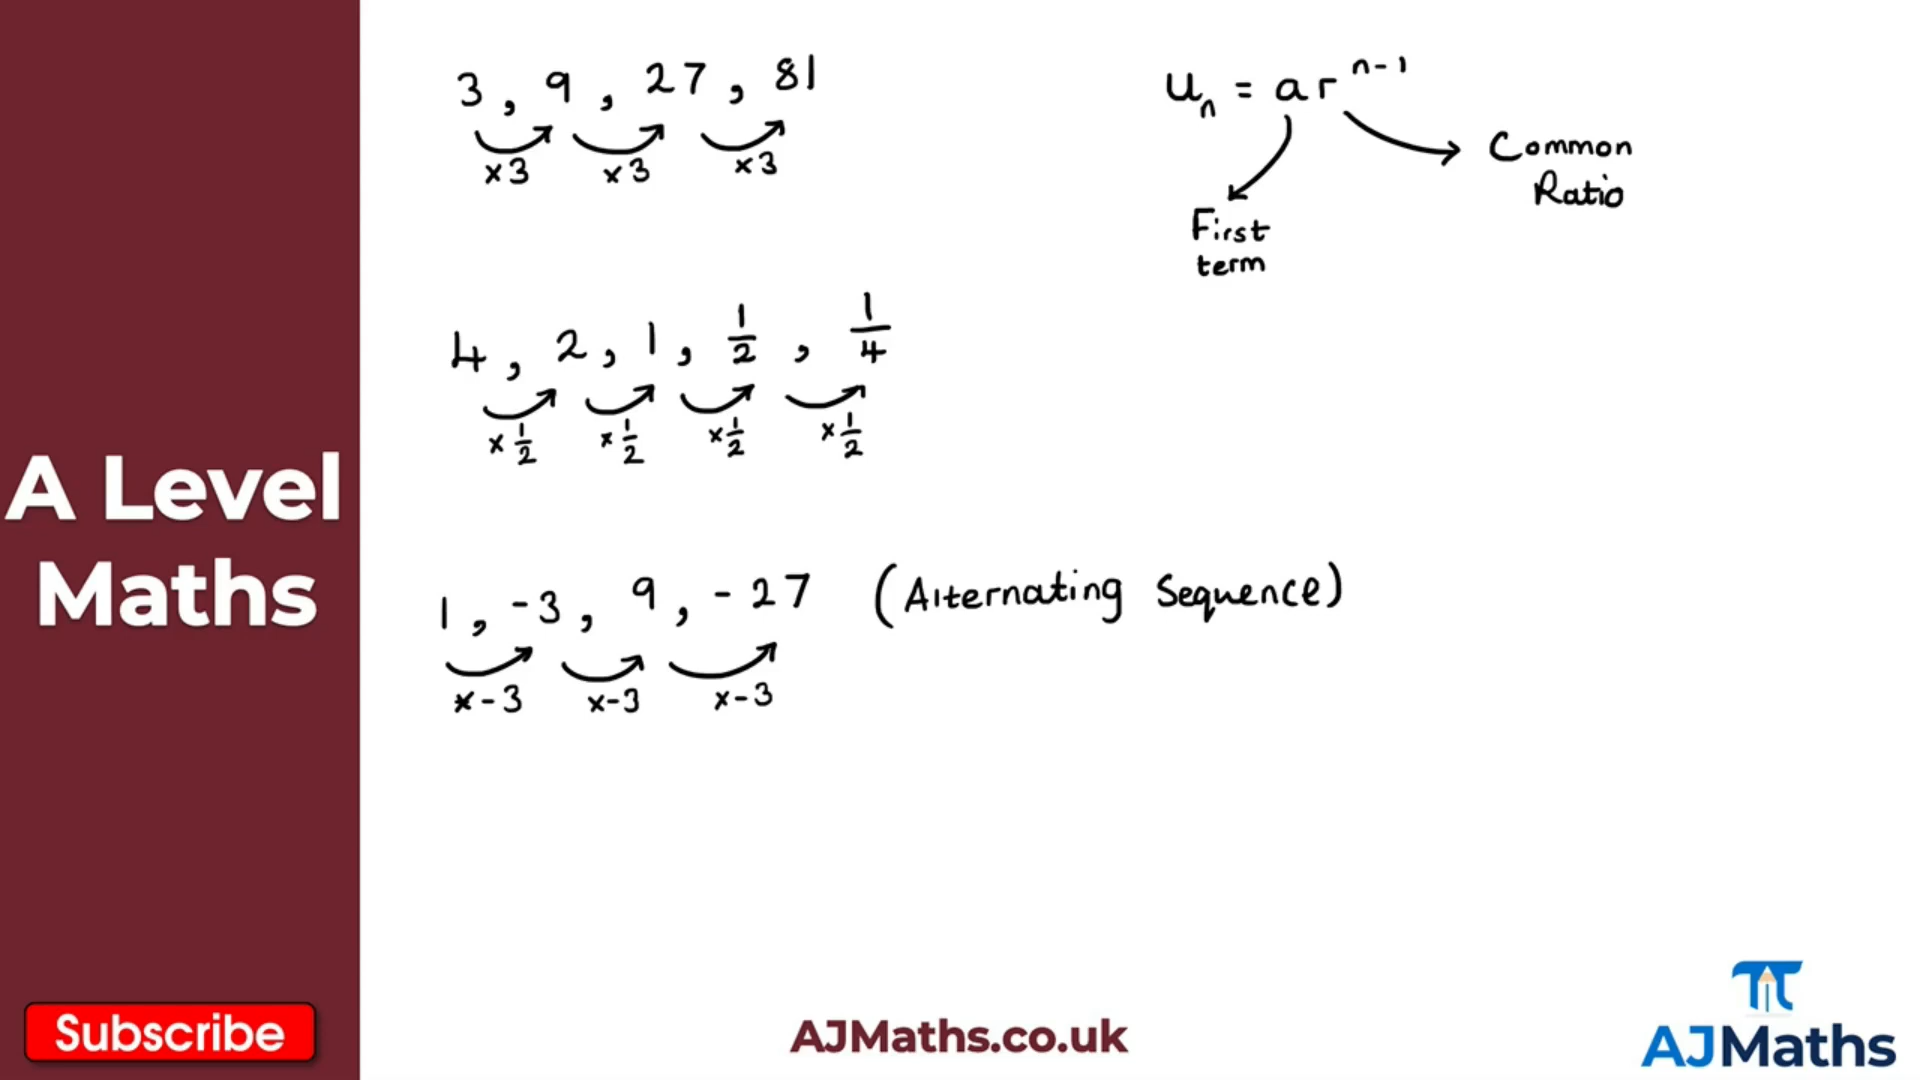 3, 9, 27, 81
×3 ×3 ×3
uₙ = arⁿ⁻¹
Common
Ratio
First
term
4, 2, 1, 1/2, 1/4
×1/2 ×1/2 ×1/2 ×1/2
1, -3, 9, -27 (Alternating Sequence)
×-3 ×-3 ×-3
A Level
Maths
Subscribe
AJMaths.co.uk
AJMaths